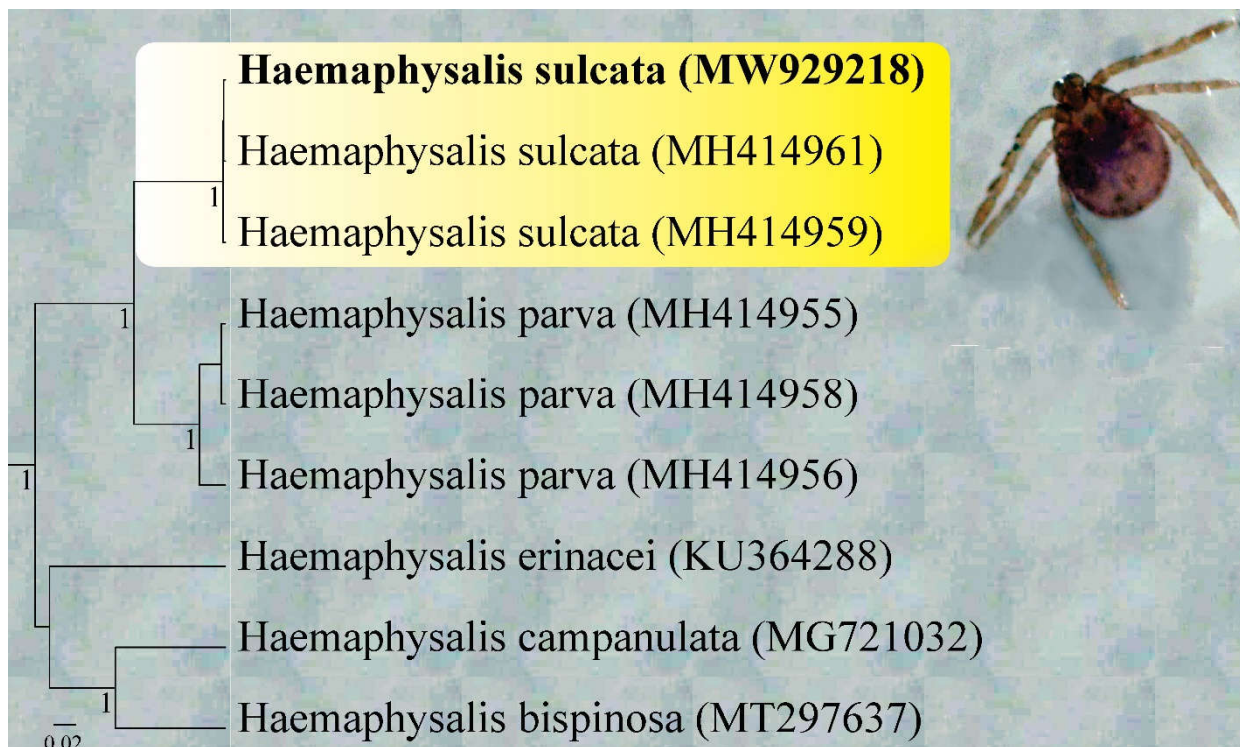 Haemaphysalis sulcata (MW929218)
Haemaphysalis sulcata (MH414961)
Haemaphysalis sulcata (MH414959)
1
Haemaphysalis parva (MH414955)
1
Haemaphysalis parva (MH414958)
1
Haemaphysalis parva (MH414956)
1
Haemaphysalis erinacei (KU364288)
Haemaphysalis campanulata (MG721032)
1
Haemaphysalis bispinosa (MT297637)
0.02